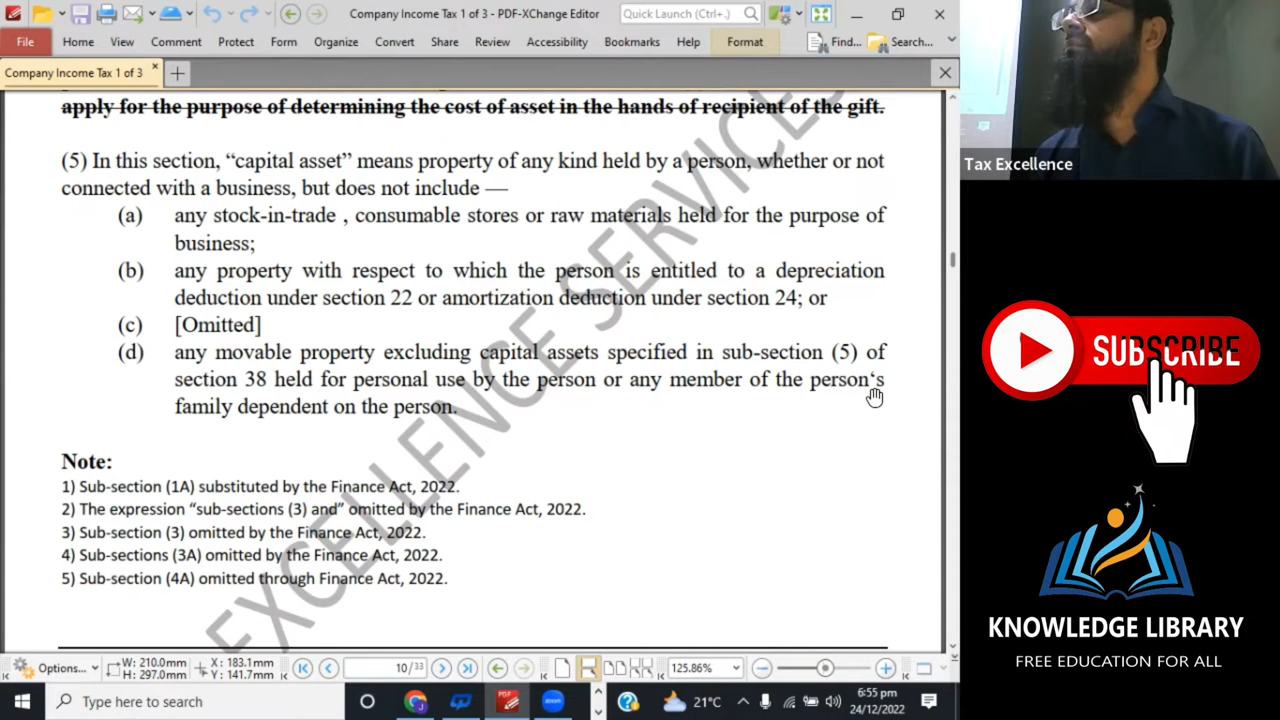 Company Income Tax 1 of 3 - PDF-XChange Editor
Quick Launch (Ctrl+.)
File Home View Comment Protect Form Organize Convert Share Review Accessibility Bookmarks Help Format Find... Search...
Company Income Tax 1 of 3
apply for the purpose of determining the cost of asset in the hands of recipient of the gift.
(5) In this section, “capital asset” means property of any kind held by a person, whether or not
connected with a business, but does not include —
(a) any stock-in-trade , consumable stores or raw materials held for the purpose of
business;
(b) any property with respect to which the person is entitled to a depreciation
deduction under section 22 or amortization deduction under section 24; or
(c) [Omitted]
(d) any movable property excluding capital assets specified in sub-section (5) of
section 38 held for personal use by the person or any member of the person‘s
family dependent on the person.
Note:
1) Sub-section (1A) substituted by the Finance Act, 2022.
2) The expression “sub-sections (3) and” omitted by the Finance Act, 2022.
3) Sub-section (3) omitted by the Finance Act, 2022.
4) Sub-sections (3A) omitted by the Finance Act, 2022.
5) Sub-section (4A) omitted through Finance Act, 2022.
EXCELLENCE SERVICES
Options...
W: 210.0mm
H: 297.0mm
X: 183.1mm
Y: 141.7mm
10/33
125.86%
Type here to search
PDF
zoom
21°C
6:55 pm
24/12/2022
Tax Excellence
SUBSCRIBE
KNOWLEDGE LIBRARY
FREE EDUCATION FOR ALL